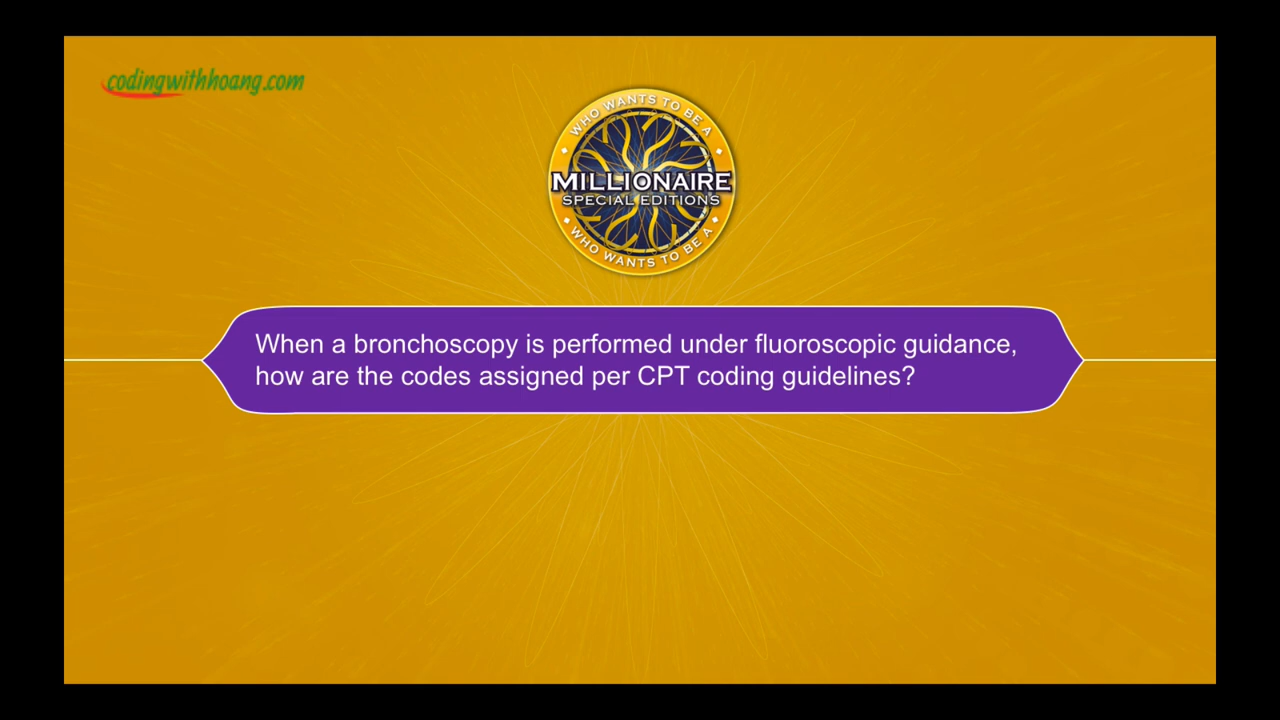 codingwithhoang.com
WHO WANTS TO BE A
MILLIONAIRE
SPECIAL EDITIONS
WHO WANTS TO BE A
When a bronchoscopy is performed under fluoroscopic guidance,
how are the codes assigned per CPT coding guidelines?